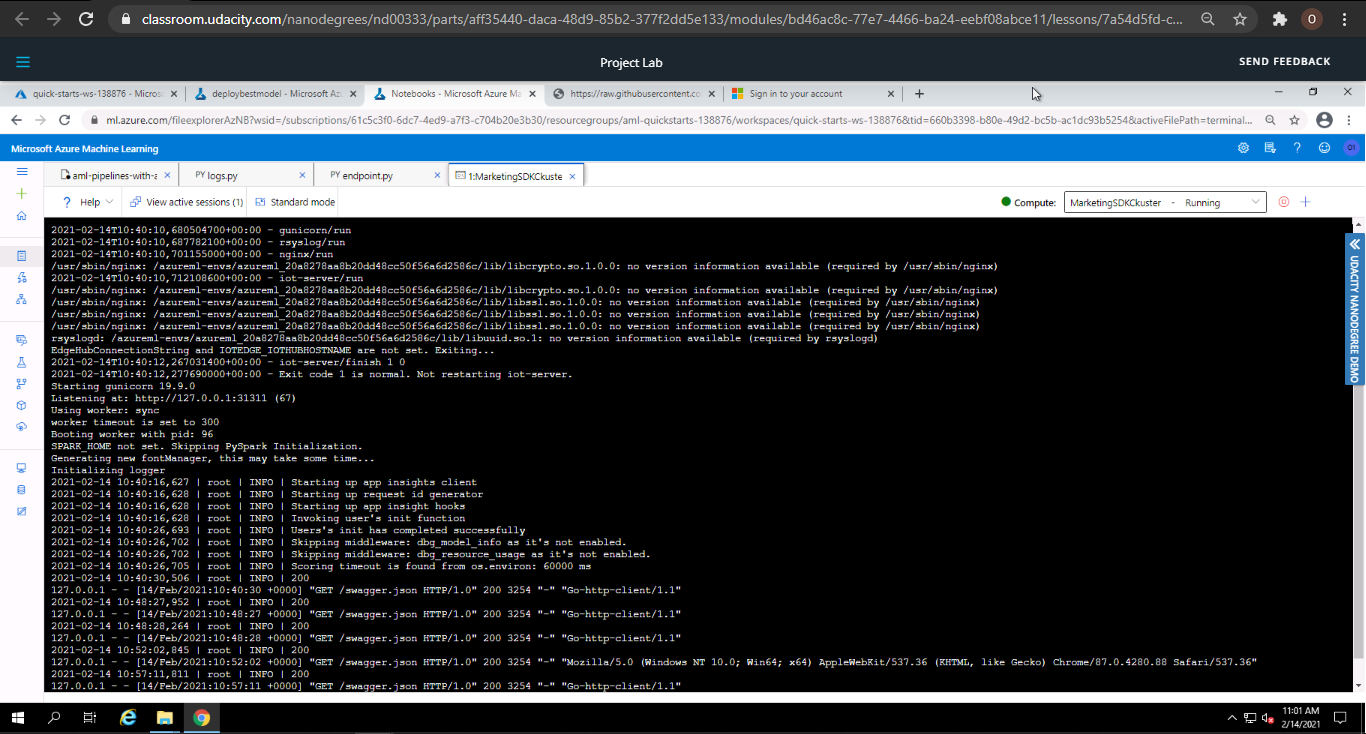 classroom.udacity.com/nanodegrees/nd00333/parts/aff35440-daca-48d9-85b2-377f2dd5e133/modules/bd46ac8c-77e7-4466-ba24-eebf08abce11/lessons/7a54d5fd-c...
O
Project Lab
SEND FEEDBACK
quick-starts-ws-138876 - Micros
deploybestmodel - Microsoft Az
Notebooks - Microsoft Azure Ma
https://raw.githubusercontent.co
Sign in to your account
ml.azure.com/fileexplorerAzNB?wsid=/subscriptions/61c5c3f0-6dc7-4ed9-a7f3-c704b20e3b30/resourcegroups/aml-quickstarts-138876/workspaces/quick-starts-ws-138876&tid=660b3398-b80e-49d2-bc5b-ac1dc93b5254&activeFilePath=terminal...
Microsoft Azure Machine Learning
OI
aml-pipelines-with-a
PY logs.py
PY endpoint.py
1:MarketingSDKCkuste
? Help
View active sessions (1)
Standard mode
Compute:
MarketingSDKCkuster - Running
2021-02-14T10:40:10,680504700+00:00 - gunicorn/run
2021-02-14T10:40:10,687782100+00:00 - rsyslog/run
2021-02-14T10:40:10,701155000+00:00 - nginx/run
/usr/sbin/nginx: /azureml-envs/azureml_20a8278aa8b20dd48cc50f56a6d2586c/lib/libcrypto.so.1.0.0: no version information available (required by /usr/sbin/nginx)
2021-02-14T10:40:10,712108600+00:00 - iot-server/run
/usr/sbin/nginx: /azureml-envs/azureml_20a8278aa8b20dd48cc50f56a6d2586c/lib/libcrypto.so.1.0.0: no version information available (required by /usr/sbin/nginx)
/usr/sbin/nginx: /azureml-envs/azureml_20a8278aa8b20dd48cc50f56a6d2586c/lib/libssl.so.1.0.0: no version information available (required by /usr/sbin/nginx)
/usr/sbin/nginx: /azureml-envs/azureml_20a8278aa8b20dd48cc50f56a6d2586c/lib/libssl.so.1.0.0: no version information available (required by /usr/sbin/nginx)
/usr/sbin/nginx: /azureml-envs/azureml_20a8278aa8b20dd48cc50f56a6d2586c/lib/libssl.so.1.0.0: no version information available (required by /usr/sbin/nginx)
rsyslogd: /azureml-envs/azureml_20a8278aa8b20dd48cc50f56a6d2586c/lib/libuuid.so.1: no version information available (required by rsyslogd)
EdgeHubConnectionString and IOTEDGE_IOTHUBHOSTNAME are not set. Exiting...
2021-02-14T10:40:12,267031400+00:00 - iot-server/finish 1 0
2021-02-14T10:40:12,277690000+00:00 - Exit code 1 is normal. Not restarting iot-server.
Starting gunicorn 19.9.0
Listening at: http://127.0.0.1:31311 (67)
Using worker: sync
worker timeout is set to 300
Booting worker with pid: 96
SPARK_HOME not set. Skipping PySpark Initialization.
Generating new fontManager, this may take some time...
Initializing logger
2021-02-14 10:40:16,627 | root | INFO | Starting up app insights client
2021-02-14 10:40:16,628 | root | INFO | Starting up request id generator
2021-02-14 10:40:16,628 | root | INFO | Starting up app insight hooks
2021-02-14 10:40:16,628 | root | INFO | Invoking user's init function
2021-02-14 10:40:26,693 | root | INFO | Users's init has completed successfully
2021-02-14 10:40:26,702 | root | INFO | Skipping middleware: dbg_model_info as it's not enabled.
2021-02-14 10:40:26,702 | root | INFO | Skipping middleware: dbg_resource_usage as it's not enabled.
2021-02-14 10:40:26,705 | root | INFO | Scoring timeout is found from os.environ: 60000 ms
2021-02-14 10:40:30,506 | root | INFO | 200
127.0.0.1 - - [14/Feb/2021:10:40:30 +0000] "GET /swagger.json HTTP/1.0" 200 3254 "-" "Go-http-client/1.1"
2021-02-14 10:48:27,952 | root | INFO | 200
127.0.0.1 - - [14/Feb/2021:10:48:27 +0000] "GET /swagger.json HTTP/1.0" 200 3254 "-" "Go-http-client/1.1"
2021-02-14 10:48:28,264 | root | INFO | 200
127.0.0.1 - - [14/Feb/2021:10:48:28 +0000] "GET /swagger.json HTTP/1.0" 200 3254 "-" "Go-http-client/1.1"
2021-02-14 10:52:02,845 | root | INFO | 200
127.0.0.1 - - [14/Feb/2021:10:52:02 +0000] "GET /swagger.json HTTP/1.0" 200 3254 "-" "Mozilla/5.0 (Windows NT 10.0; Win64; x64) AppleWebKit/537.36 (KHTML, like Gecko) Chrome/87.0.4280.88 Safari/537.36"
2021-02-14 10:57:11,811 | root | INFO | 200
127.0.0.1 - - [14/Feb/2021:10:57:11 +0000] "GET /swagger.json HTTP/1.0" 200 3254 "-" "Go-http-client/1.1"
UDACITY NANODEGREE DEMO
11:01 AM
2/14/2021